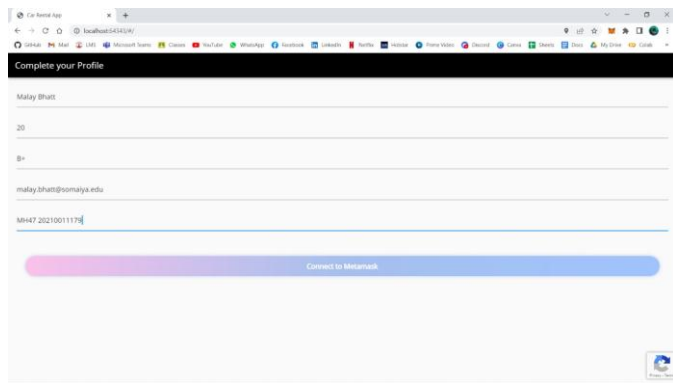 Car Rental App
localhost:64343/#/
GitHub M Mail LMS Microsoft Teams Classes YouTube WhatsApp Facebook LinkedIn Netflix Hotstar Prime Video Discord Canva Sheets Docs My Drive Colab
Complete your Profile
Malay Bhatt
20
B+
malay.bhatt@somaiya.edu
MH47 20210011179
Connect to Metamask